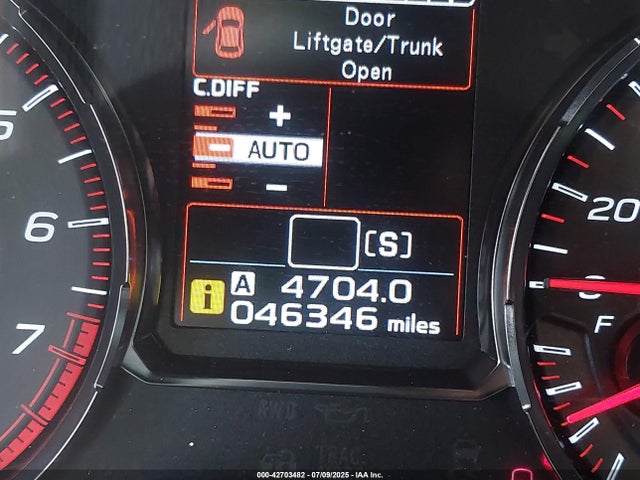 Door
Liftgate/Trunk
Open
C.DIFF
+
AUTO
-
5
6
7
20
[S]
i A 4704.0
046346 miles
F
TRAC
000-42703482 - 07/09/2025 - IAA Inc.